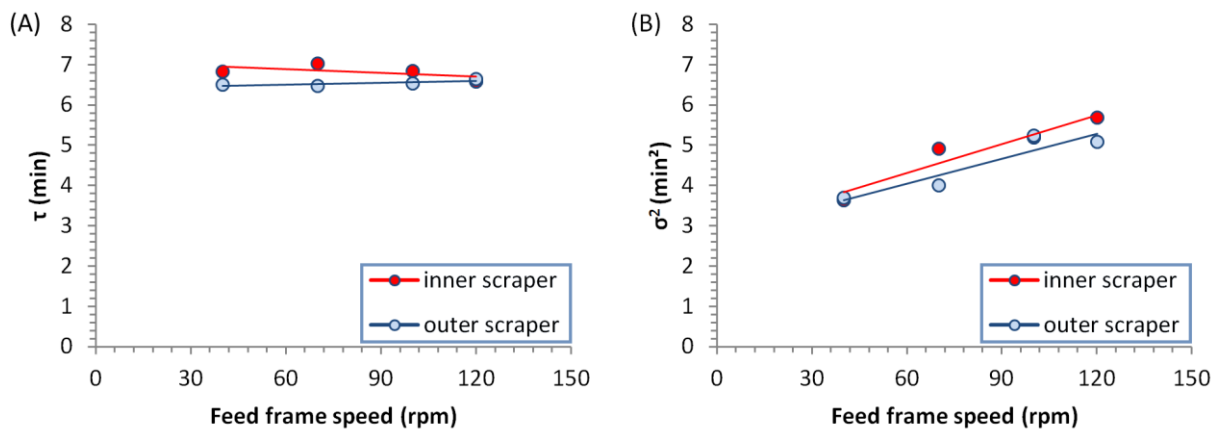 (A)
8
7
6
5
4
3
2
1
0
τ (min)
inner scraper
outer scraper
0 30 60 90 120 150
Feed frame speed (rpm)
(B)
8
7
6
5
4
3
2
1
0
σ² (min²)
inner scraper
outer scraper
0 30 60 90 120 150
Feed frame speed (rpm)